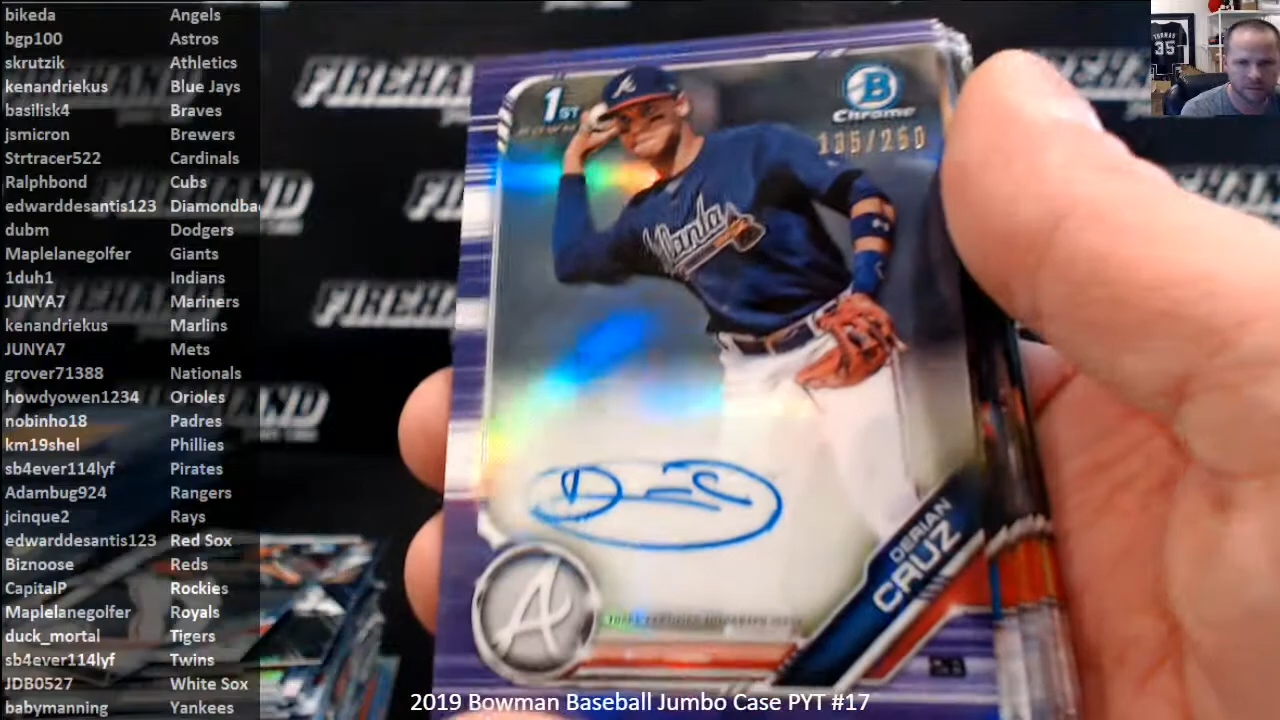 bikeda Angels
bgp100 Astros
skrutzik Athletics
kenandriekus Blue Jays
basilisk4 Braves
jsmicron Brewers
Strtracer522 Cardinals
Ralphbond Cubs
edwarddesantis123 Diamondba
dubm Dodgers
Maplelanegolfer Giants
1duh1 Indians
JUNYA7 Mariners
kenandriekus Marlins
JUNYA7 Mets
grover71388 Nationals
howdyowen1234 Orioles
nobinho18 Padres
km19shel Phillies
sb4ever114lyf Pirates
Adambug924 Rangers
jcinque2 Rays
edwarddesantis123 Red Sox
Biznoose Reds
CapitalP Rockies
Maplelanegolfer Royals
duck_mortal Tigers
sb4ever114lyf Twins
JDB0527 White Sox
babymanning Yankees
FIREHAND
1ST
BOWMAN
B
Chrome
135/250
Atlanta
A
DERIAN
CRUZ
35
2019 Bowman Baseball Jumbo Case PYT #17